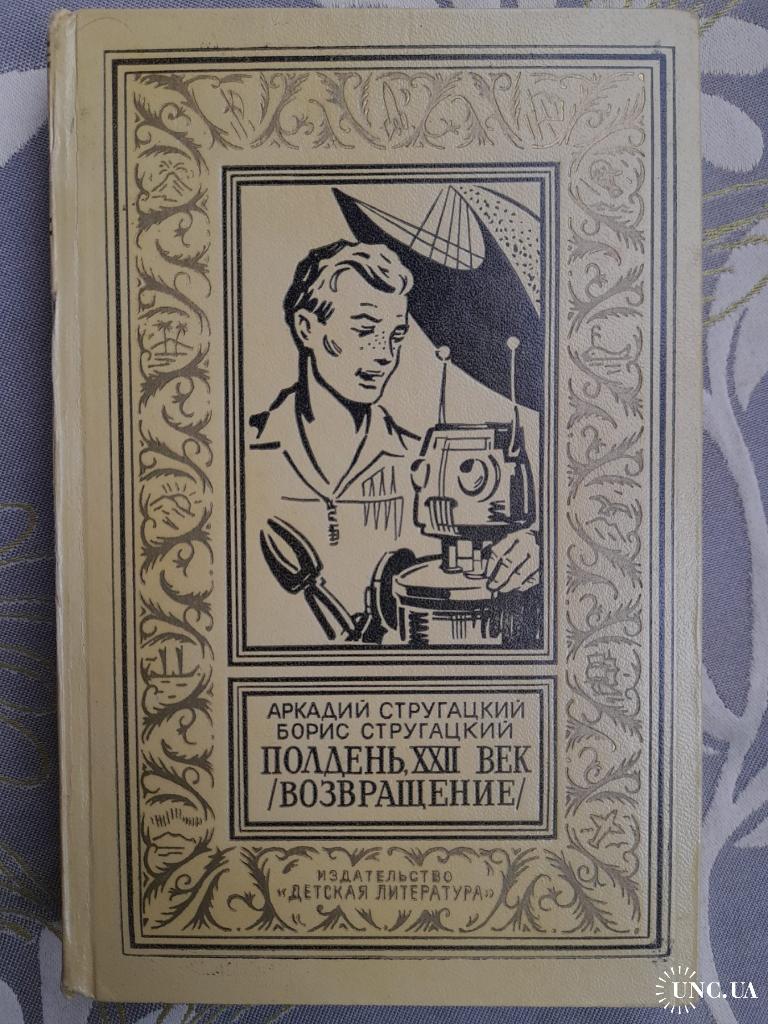 АРКАДИЙ СТРУГАЦКИЙ
БОРИС СТРУГАЦКИЙ
ПОЛДЕНЬ, XXII ВЕК
/ВОЗВРАЩЕНИЕ/
ИЗДАТЕЛЬСТВО
«ДЕТСКАЯ ЛИТЕРАТУРА»
UNC.UA